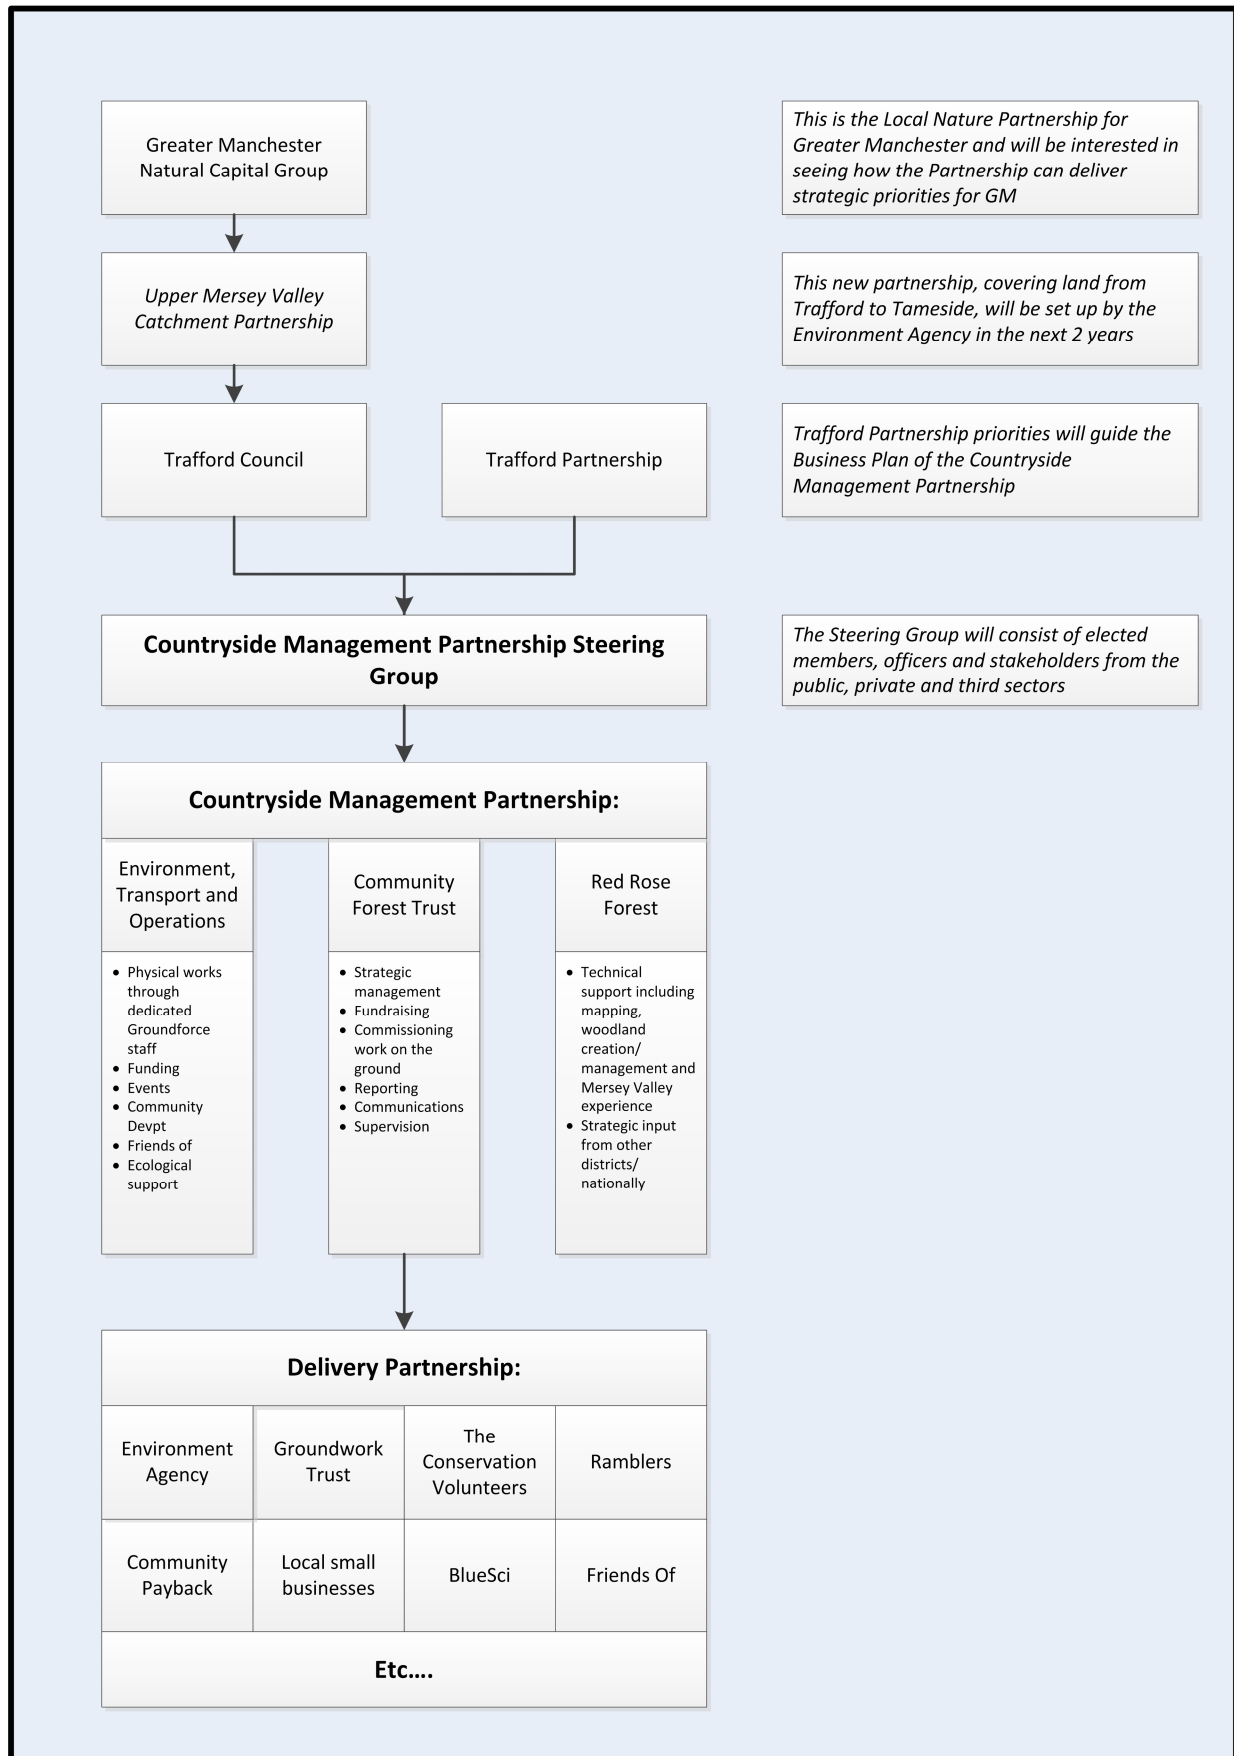 Greater Manchester
Natural Capital Group
This is the Local Nature Partnership for
Greater Manchester and will be interested in
seeing how the Partnership can deliver
strategic priorities for GM
Upper Mersey Valley
Catchment Partnership
This new partnership, covering land from
Trafford to Tameside, will be set up by the
Environment Agency in the next 2 years
Trafford Council
Trafford Partnership
Trafford Partnership priorities will guide the
Business Plan of the Countryside
Management Partnership
Countryside Management Partnership Steering
Group
The Steering Group will consist of elected
members, officers and stakeholders from the
public, private and third sectors
Countryside Management Partnership:
Environment,
Transport and
Operations
• Physical works
through
dedicated
Groundforce
staff
• Funding
• Events
• Community
Devpt
• Friends of
• Ecological
support
Community
Forest Trust
• Strategic
management
• Fundraising
• Commissioning
work on the
ground
• Reporting
• Communications
• Supervision
Red Rose
Forest
• Technical
support including
mapping,
woodland
creation/
management and
Mersey Valley
experience
• Strategic input
from other
districts/
nationally
Delivery Partnership:
Environment
Agency
Groundwork
Trust
The
Conservation
Volunteers
Ramblers
Community
Payback
Local small
businesses
BlueSci
Friends Of
Etc….